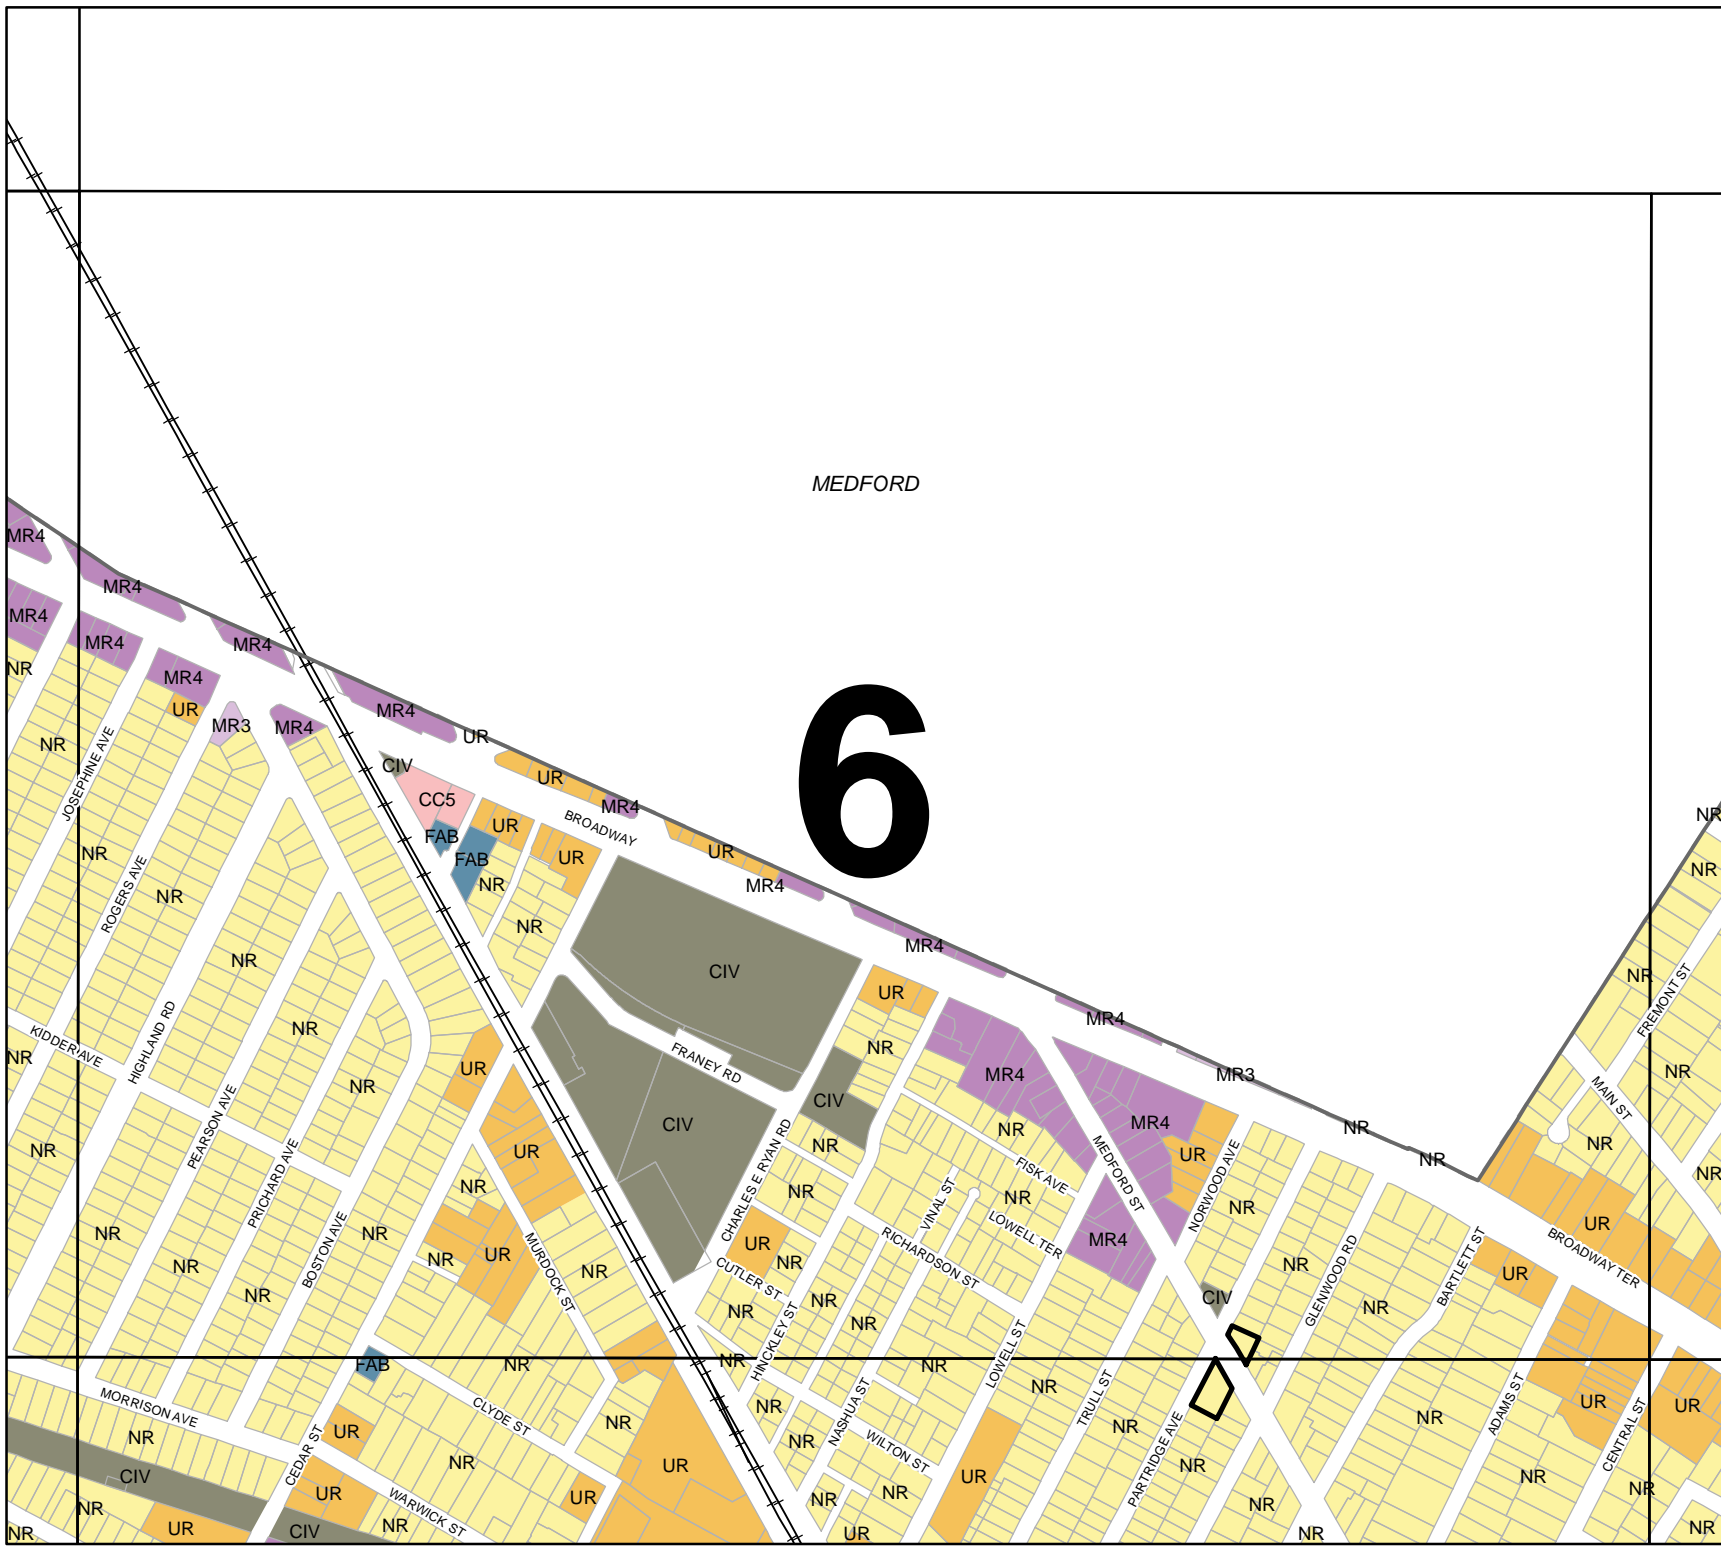 MEDFORD
6
MR4
MR4
MR4
MR4
MR4
NR
MR4
UR
MR3
MR4
MR4
UR
CIV
UR
MR4
CC5
BROADWAY
FAB
UR
FAB
UR
UR
MR4
NR
NR
NR
JOSEPHINE AVE
NR
ROGERS AVE
NR
NR
NR
NR
NR
NR
CIV
MR4
UR
MR4
NR
FREMONT ST
KIDDER AVE
HIGHLAND RD
NR
NR
NR
UR
FRANEY RD
NR
MR4
MR3
NR
MAIN ST
PEARSON AVE
CIV
CIV
NR
MR4
NR
NR
NR
NR
PRICHARD AVE
UR
CHARLES E RYAN RD
NR
MEDFORD ST
UR
NORWOOD AVE
NR
FISK AVE
NR
NR
NR
VINAL ST
NR
NR
NR
BOSTON AVE
NR
NR
UR
MURDOCK ST
UR
NR
RICHARDSON ST
LOWELL TER
MR4
GLENWOOD RD
NR
BARTLETT ST
UR
BROADWAY TER
NR
NR
NR
CUTLER ST
NR
NR
HINCKLEY ST
NR
CIV
NR
UR
FAB
NR
NR
NR
LOWELL ST
MORRISON AVE
NR
CEDAR ST
UR
CLYDE ST
NR
NR
NASHUA ST
NR
TRULL ST
NR
PARTRIDGE AVE
NR
ADAMS ST
UR
CENTRAL ST
UR
CIV
NR
UR
NR
WILTON ST
UR
NR
NR
NR
NR
UR
CIV
UR
NR
WARWICK ST
UR
NR
UR
NR
NR
NR
NR
NR